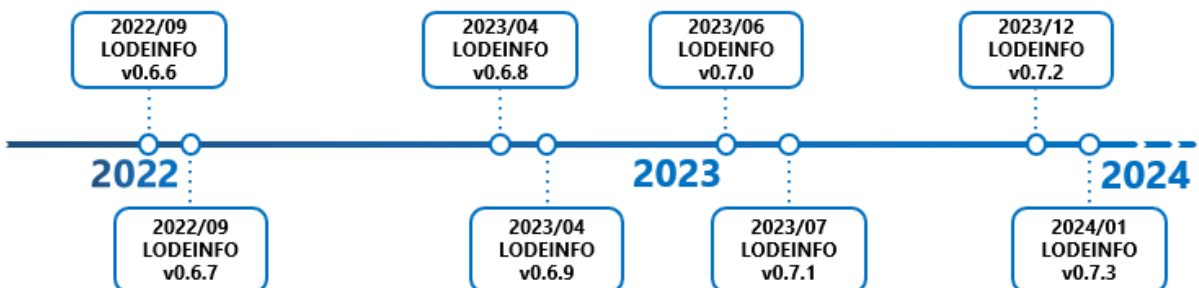 2022/09
LODEINFO
v0.6.6
2023/04
LODEINFO
v0.6.8
2023/06
LODEINFO
v0.7.0
2023/12
LODEINFO
v0.7.2
2022
2023
2024
2022/09
LODEINFO
v0.6.7
2023/04
LODEINFO
v0.6.9
2023/07
LODEINFO
v0.7.1
2024/01
LODEINFO
v0.7.3